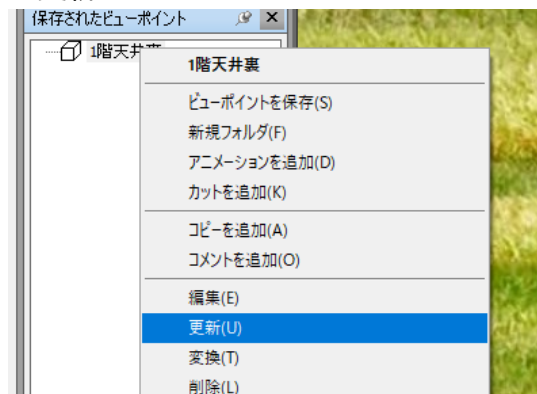 保存されたビューポイント
1階天井
1階天井裏
ビューポイントを保存(S)
新規フォルダ(F)
アニメーションを追加(D)
カットを追加(K)
コピーを追加(A)
コメントを追加(O)
編集(E)
更新(U)
変換(T)
削除(L)